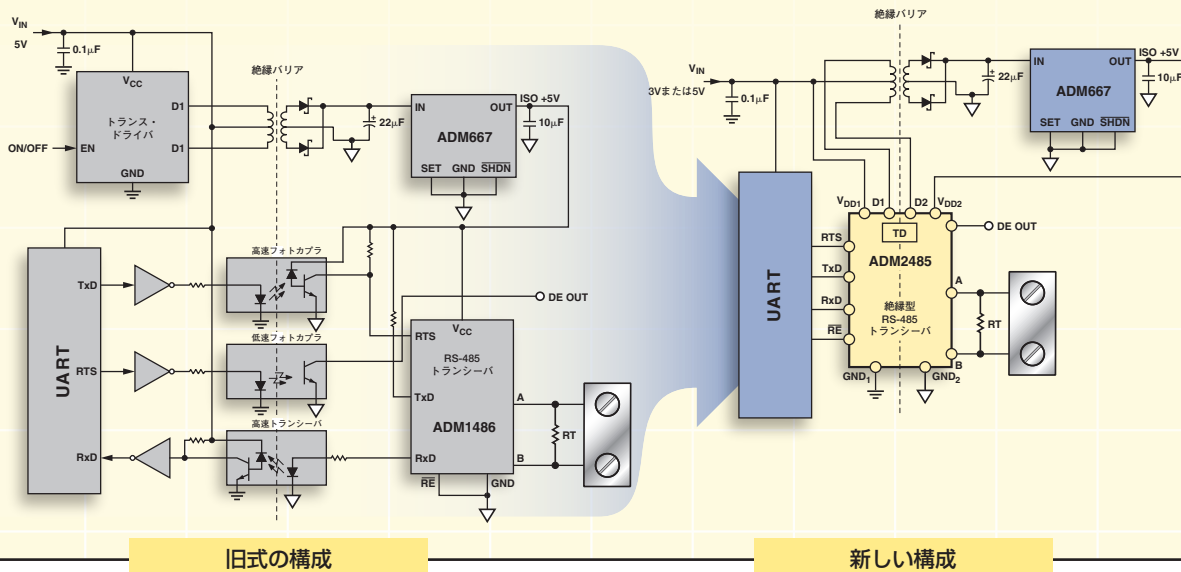 VIN
5V
0.1μF
VCC
トランス・
ドライバ
D1
D1
EN
ON/OFF
GND
絶縁バリア
22μF
IN
OUT
ADM667
SET
GND
SHDN
ISO +5V
10μF
UART
TxD
RTS
RxD
高速フォトカプラ
低速フォトカプラ
高速トランシーバ
DE OUT
VCC
RTS
RS-485
トランシーバ
TxD
ADM1486
RxD
RE
GND
A
B
RT
旧式の構成
VIN
3Vまたは5V
0.1μF
絶縁バリア
22μF
IN
OUT
ADM667
SET
GND
SHDN
ISO +5V
10μF
UART
RTS
TxD
RxD
RE
VDD1
D1
D2
VDD2
TD
ADM2485
絶縁型
RS-485
トランシーバ
DE OUT
A
B
RT
GND1
GND2
新しい構成